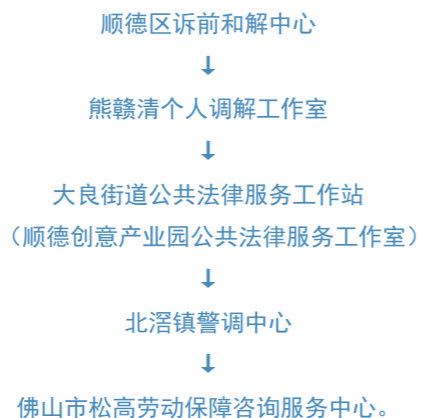 顺德区诉前和解中心
↓
熊赣清个人调解工作室
↓
大良街道公共法律服务工作站
（顺德创意产业园公共法律服务工作室）
↓
北滘镇警调中心
↓
佛山市松高劳动保障咨询服务中心。